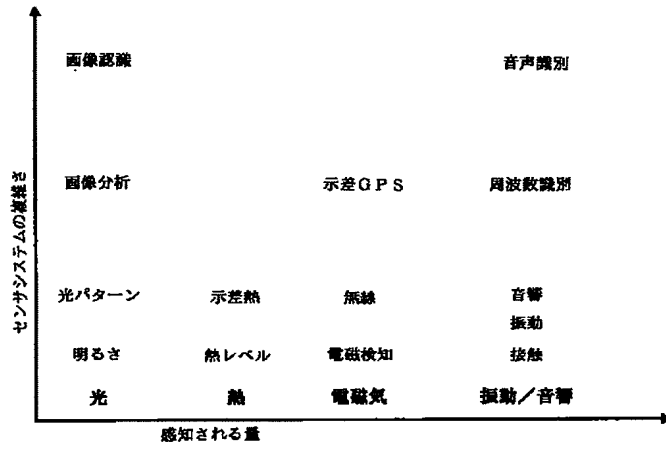 画像認識 音声識別
画像分析 示差GPS 周波数識別
光パターン 示差熱 無線 音響
振動
明るさ 熱レベル 電磁検知 接触
光 熱 電磁気 振動／音響
感知される量
センサシステムの複雑さ